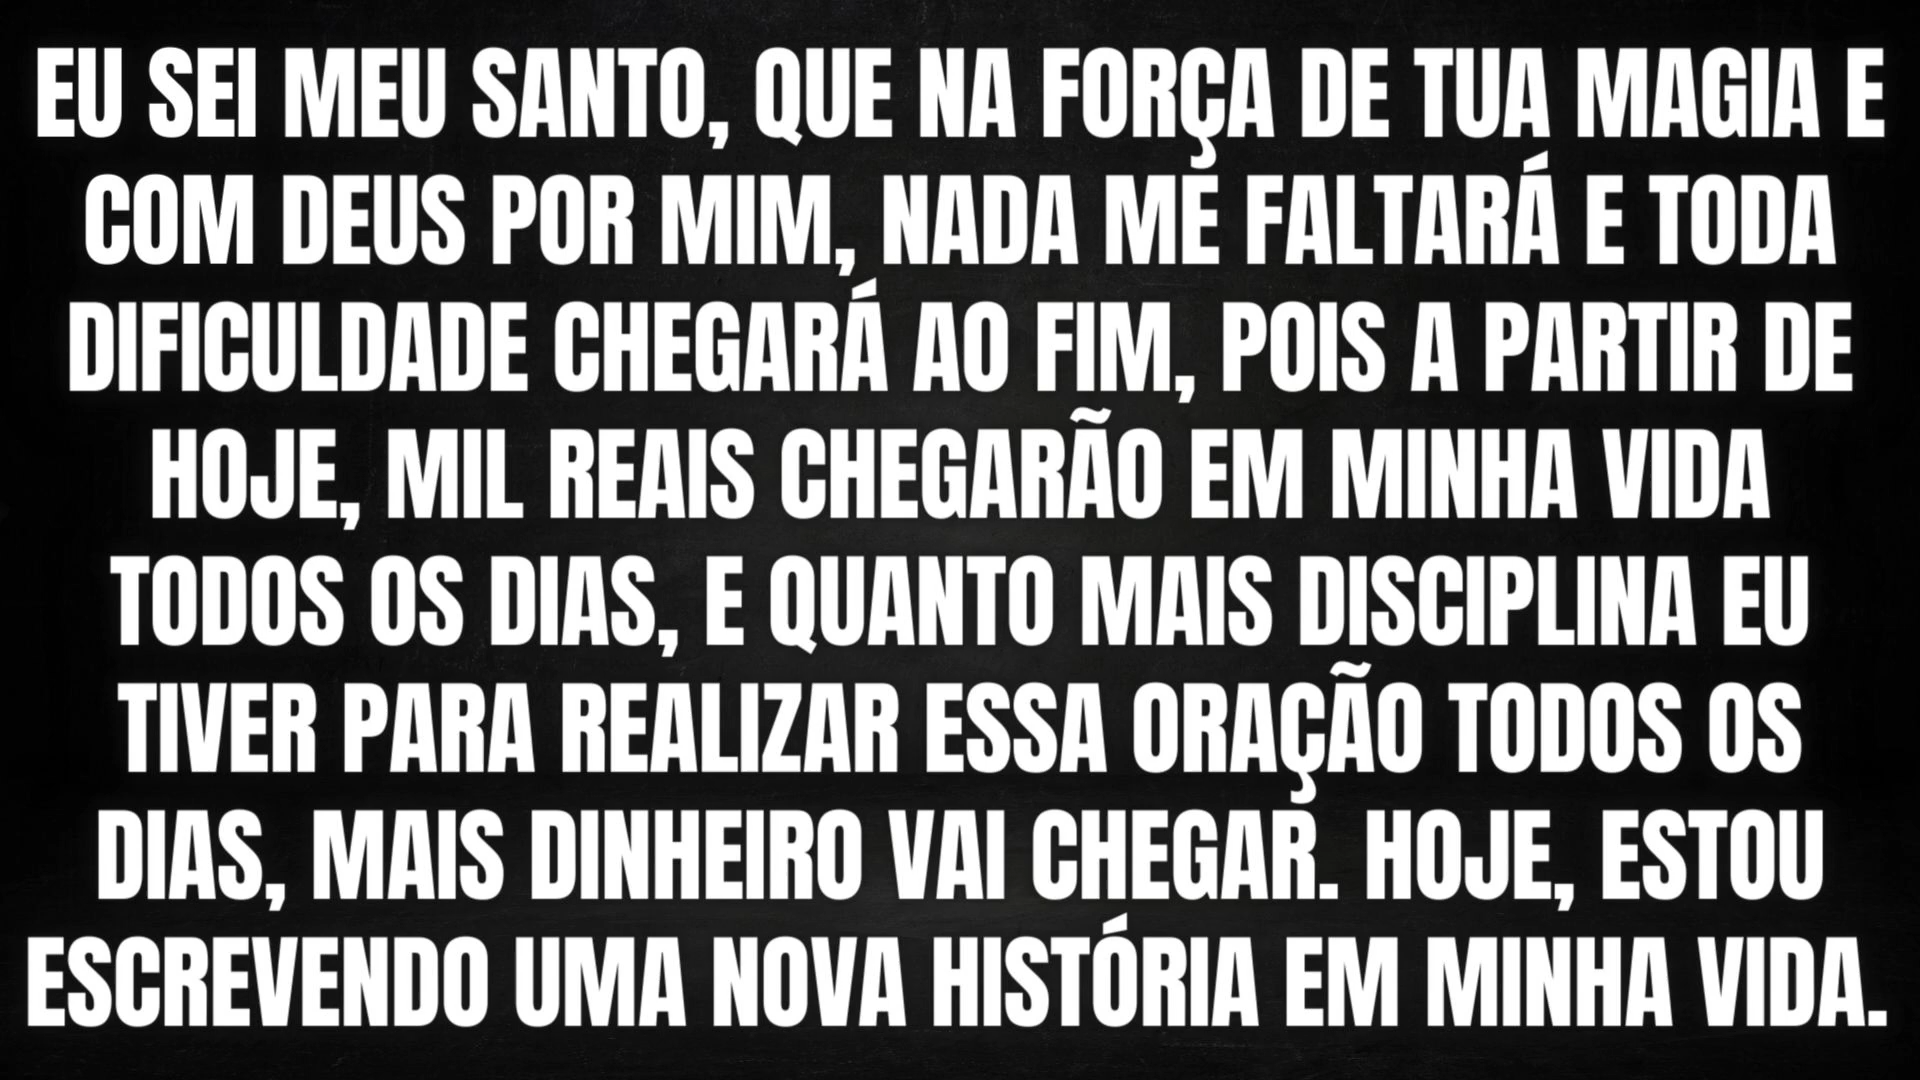 EU SEI MEU SANTO, QUE NA FORÇA DE TUA MAGIA E
COM DEUS POR MIM, NADA ME FALTARÁ E TODA
DIFICULDADE CHEGARÁ AO FIM, POIS A PARTIR DE
HOJE, MIL REAIS CHEGARÃO EM MINHA VIDA
TODOS OS DIAS, E QUANTO MAIS DISCIPLINA EU
TIVER PARA REALIZAR ESSA ORAÇÃO TODOS OS
DIAS, MAIS DINHEIRO VAI CHEGAR. HOJE, ESTOU
ESCREVENDO UMA NOVA HISTÓRIA EM MINHA VIDA.